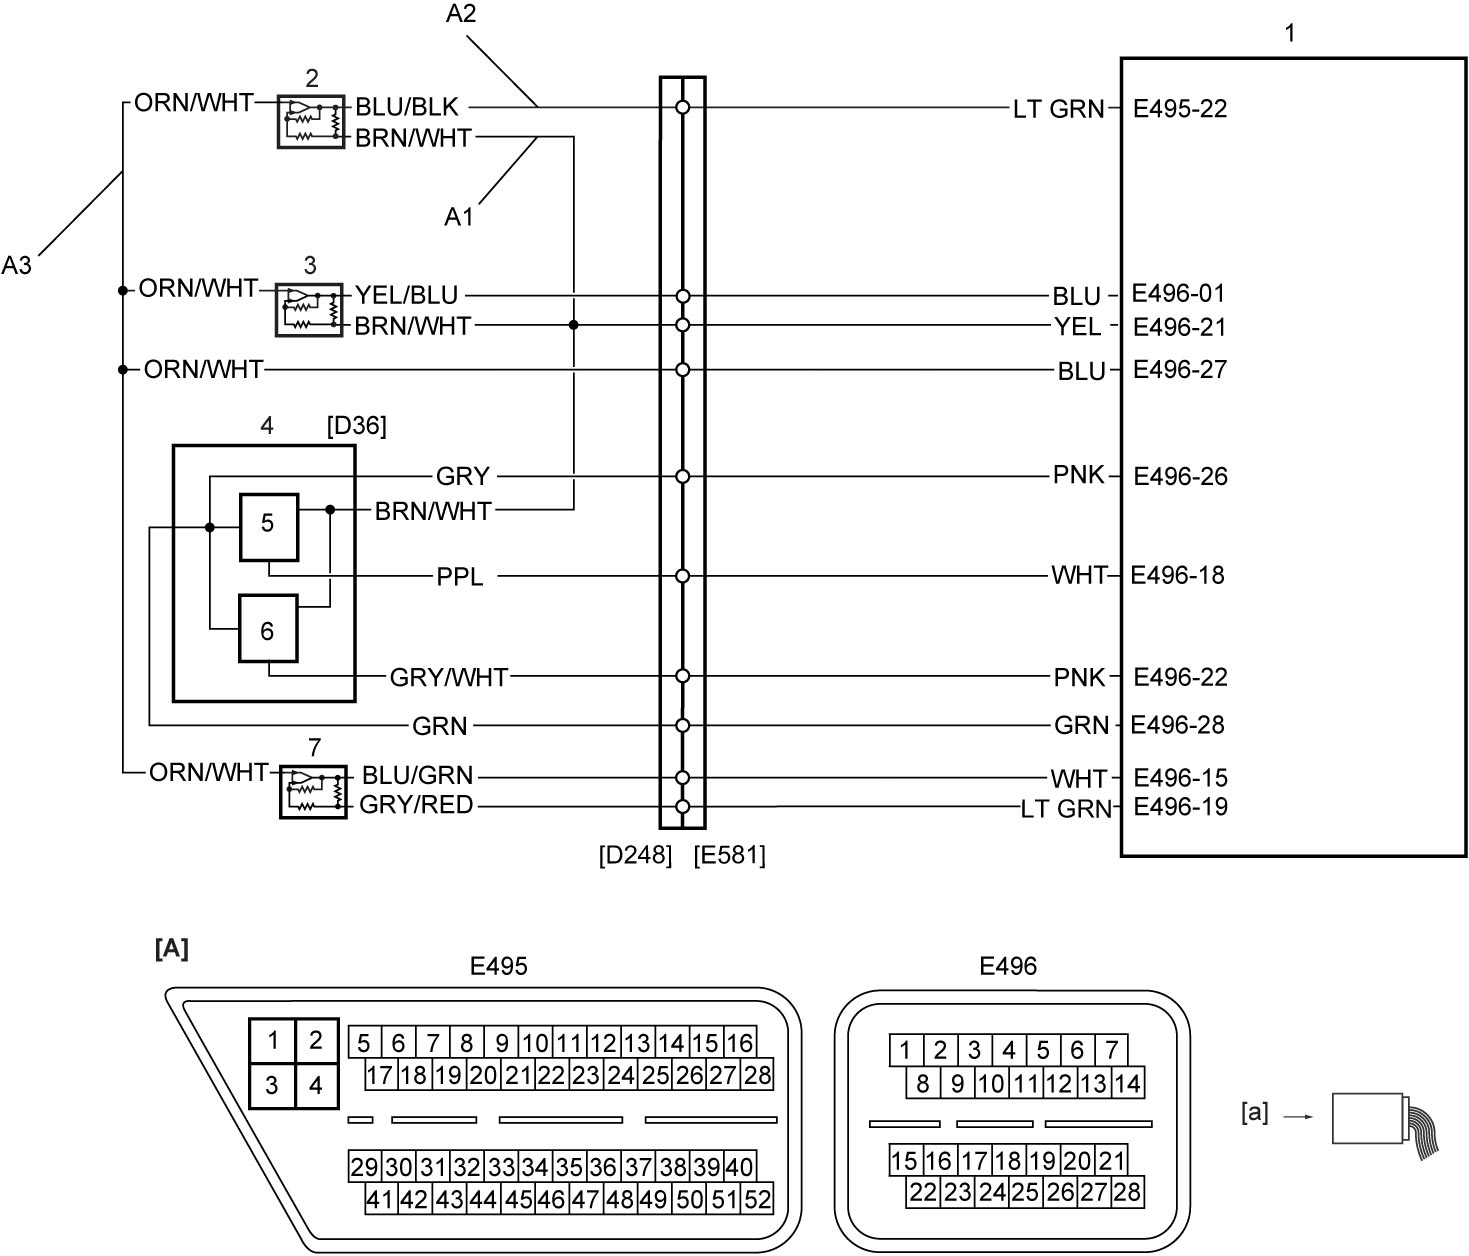 A2
1
2
ORN/WHT
BLU/BLK
LT GRN
E495-22
BRN/WHT
A1
A3
3
ORN/WHT
YEL/BLU
BLU
E496-01
BRN/WHT
YEL
E496-21
ORN/WHT
BLU
E496-27
4
[D36]
GRY
PNK
E496-26
5
BRN/WHT
PPL
WHT
E496-18
6
GRY/WHT
PNK
E496-22
GRN
GRN
E496-28
7
ORN/WHT
BLU/GRN
WHT
E496-15
GRY/RED
LT GRN
E496-19
[D248] [E581]
[A]
E495
E496
1 2
3 4
5 6 7 8 9 10 11 12 13 14 15 16
17 18 19 20 21 22 23 24 25 26 27 28
29 30 31 32 33 34 35 36 37 38 39 40
41 42 43 44 45 46 47 48 49 50 51 52
1 2 3 4 5 6 7
8 9 10 11 12 13 14
15 16 17 18 19 20 21
22 23 24 25 26 27 28
[a]